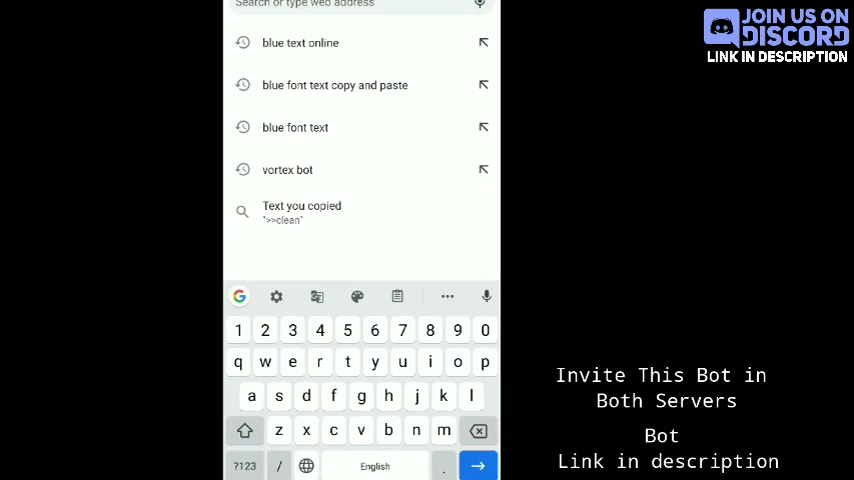 Search or type web address
JOIN US ON
DISCORD
LINK IN DESCRIPTION
blue text online
blue font text copy and paste
blue font text
vortex bot
Text you copied
">>clean"
G
1 2 3 4 5 6 7 8 9 0
q w e r t y u i o p
a s d f g h j k l
z x c v b n m
?123 / English .
Invite This Bot in
Both Servers
Bot
Link in description